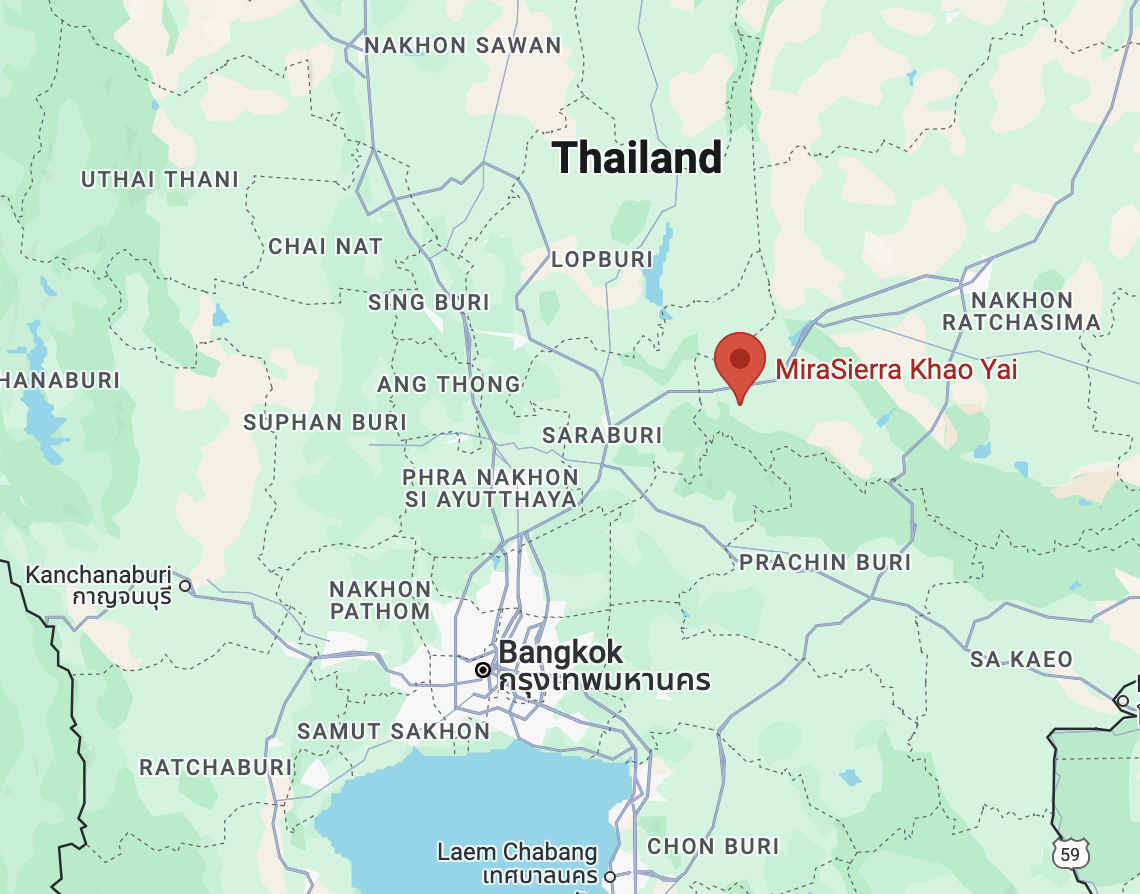 NAKHON SAWAN
Thailand
UTHAI THANI
CHAI NAT
LOPBURI
SING BURI
NAKHON
RATCHASIMA
MiraSierra Khao Yai
HANABURI
ANG THONG
SUPHAN BURI
SARABURI
PHRA NAKHON
SI AYUTTHAYA
PRACHIN BURI
Kanchanaburi
กาญจนบุรี
NAKHON
PATHOM
Bangkok
กรุงเทพมหานคร
SA KAEO
SAMUT SAKHON
RATCHABURI
CHON BURI
Laem Chabang
เทศบาลนคร
59